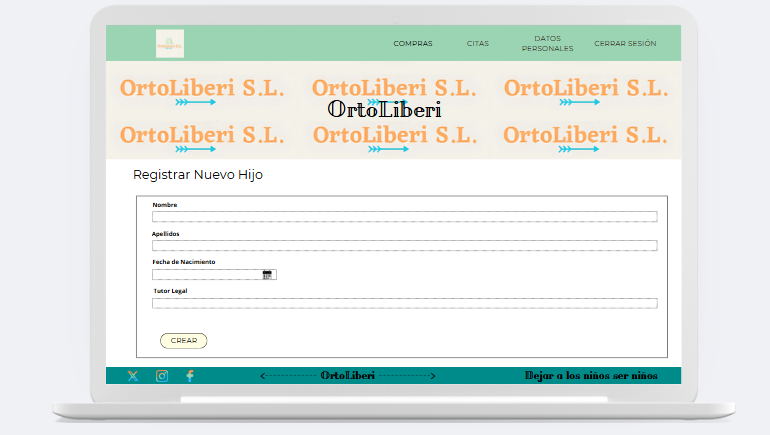 COMPRAS
CITAS
DATOS
PERSONALES
CERRAR SESIÓN
OrtoLiberi S.L. OrtoLiberi S.L. OrtoLiberi S.L.
OrtoLiberi
OrtoLiberi S.L. OrtoLiberi S.L. OrtoLiberi S.L.
Registrar Nuevo Hijo
Nombre
Apellidos
Fecha de Nacimiento
Tutor Legal
CREAR
OrtoLiberi
Dejar a los niños ser niños